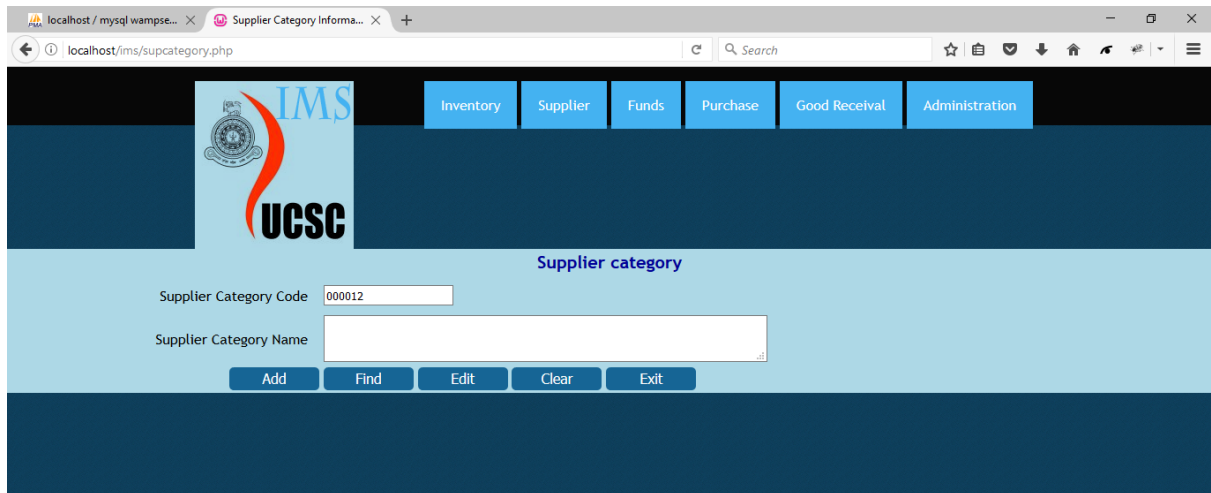 localhost / mysql wampse...
Supplier Category Informa...
localhost/ims/supcategory.php
Search
IMS
UCSC
Inventory
Supplier
Funds
Purchase
Good Receival
Administration
Supplier category
Supplier Category Code 000012
Supplier Category Name
Add Find Edit Clear Exit